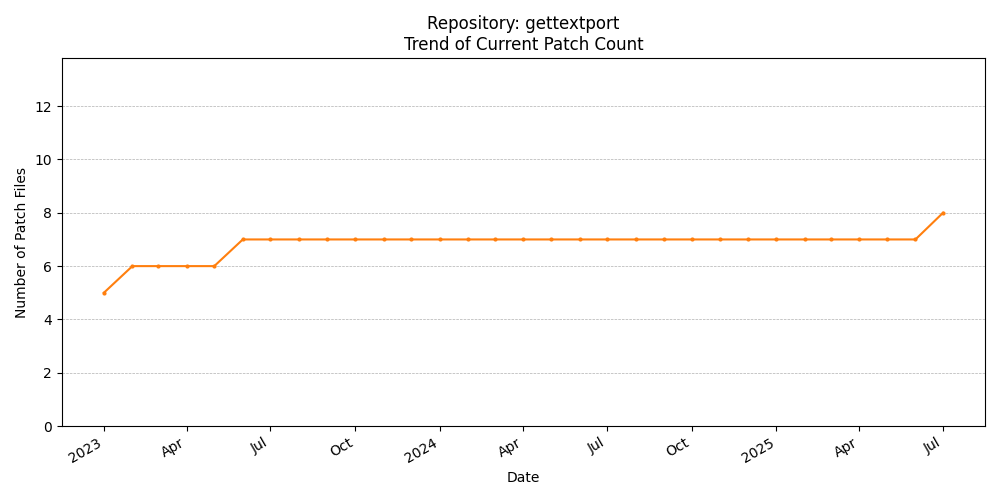 Repository: gettextport
Trend of Current Patch Count
Number of Patch Files
12
10
8
6
4
2
0
2023
Apr
Jul
Oct
2024
Apr
Jul
Oct
2025
Apr
Jul
Date